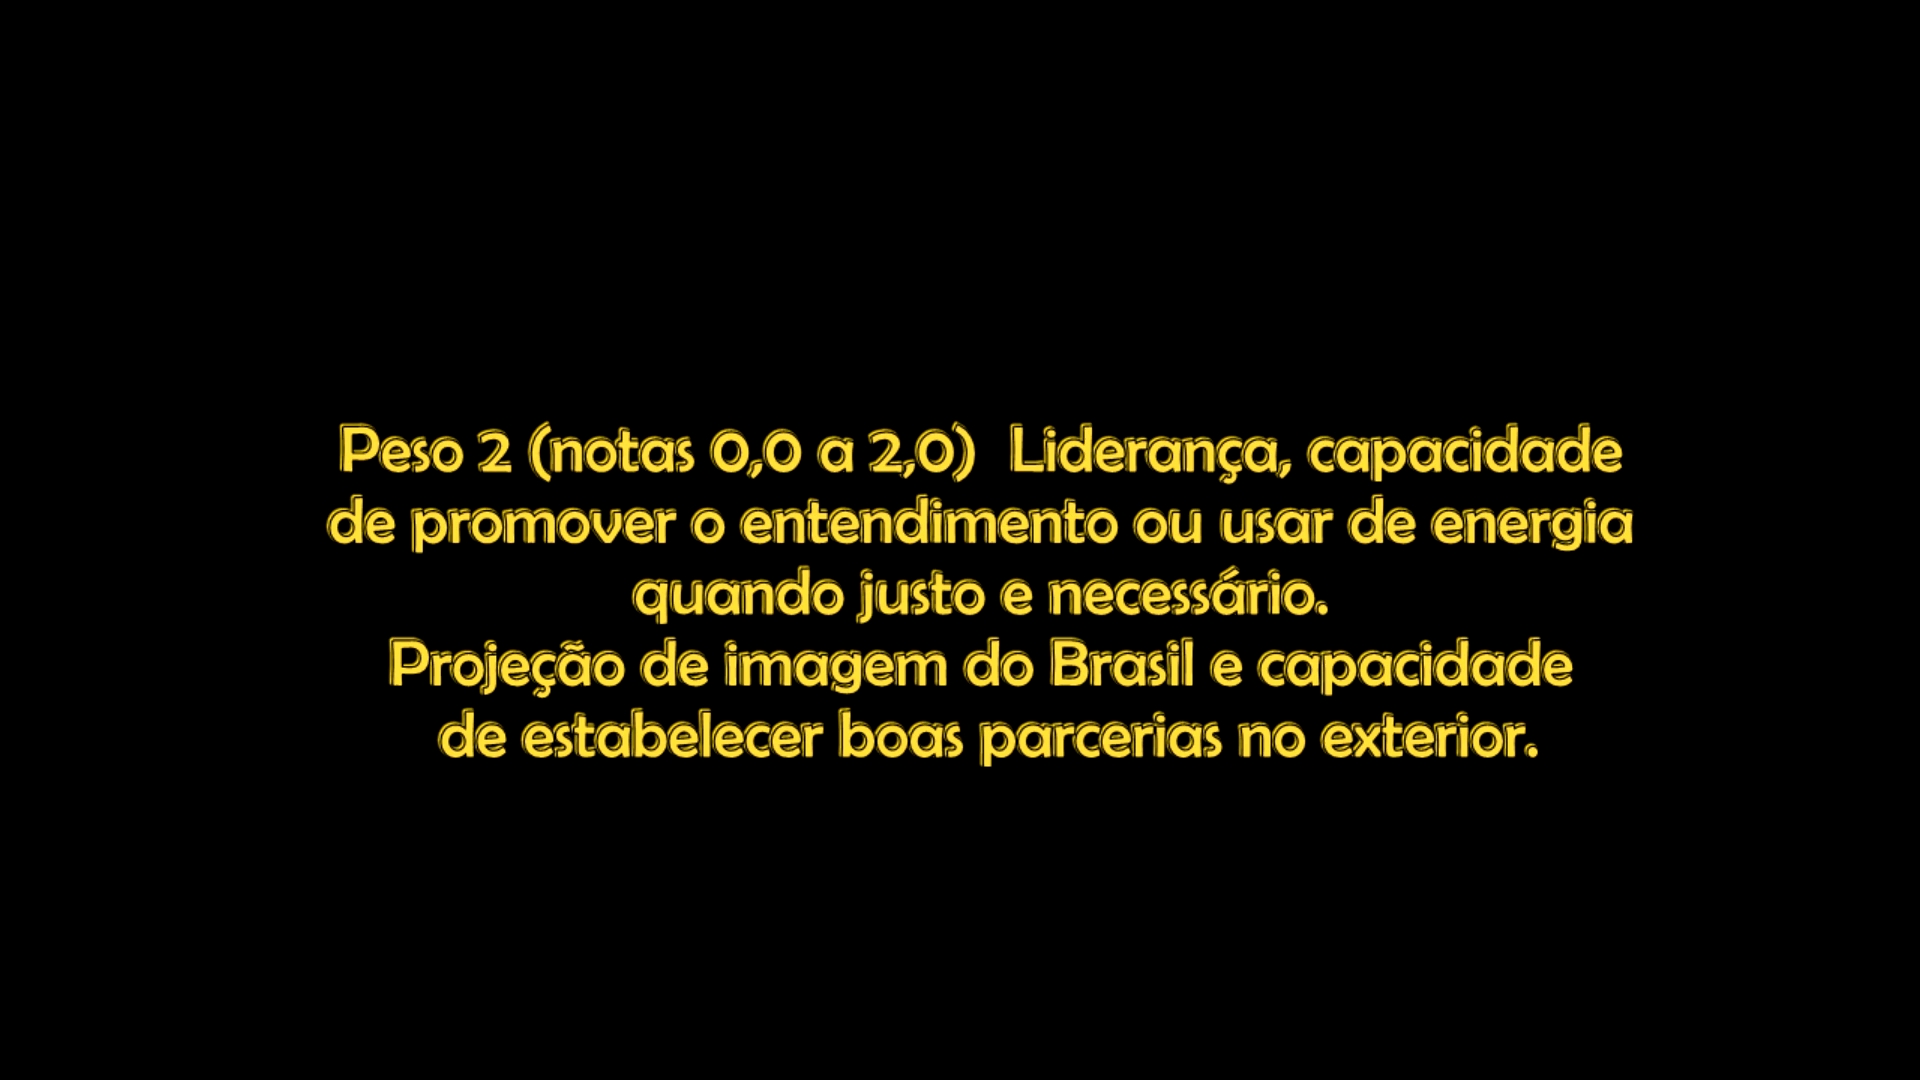 Peso 2 (notas 0,0 a 2,0)  Liderança, capacidade
de promover o entendimento ou usar de energia
quando justo e necessário.
Projeção de imagem do Brasil e capacidade
de estabelecer boas parcerias no exterior.